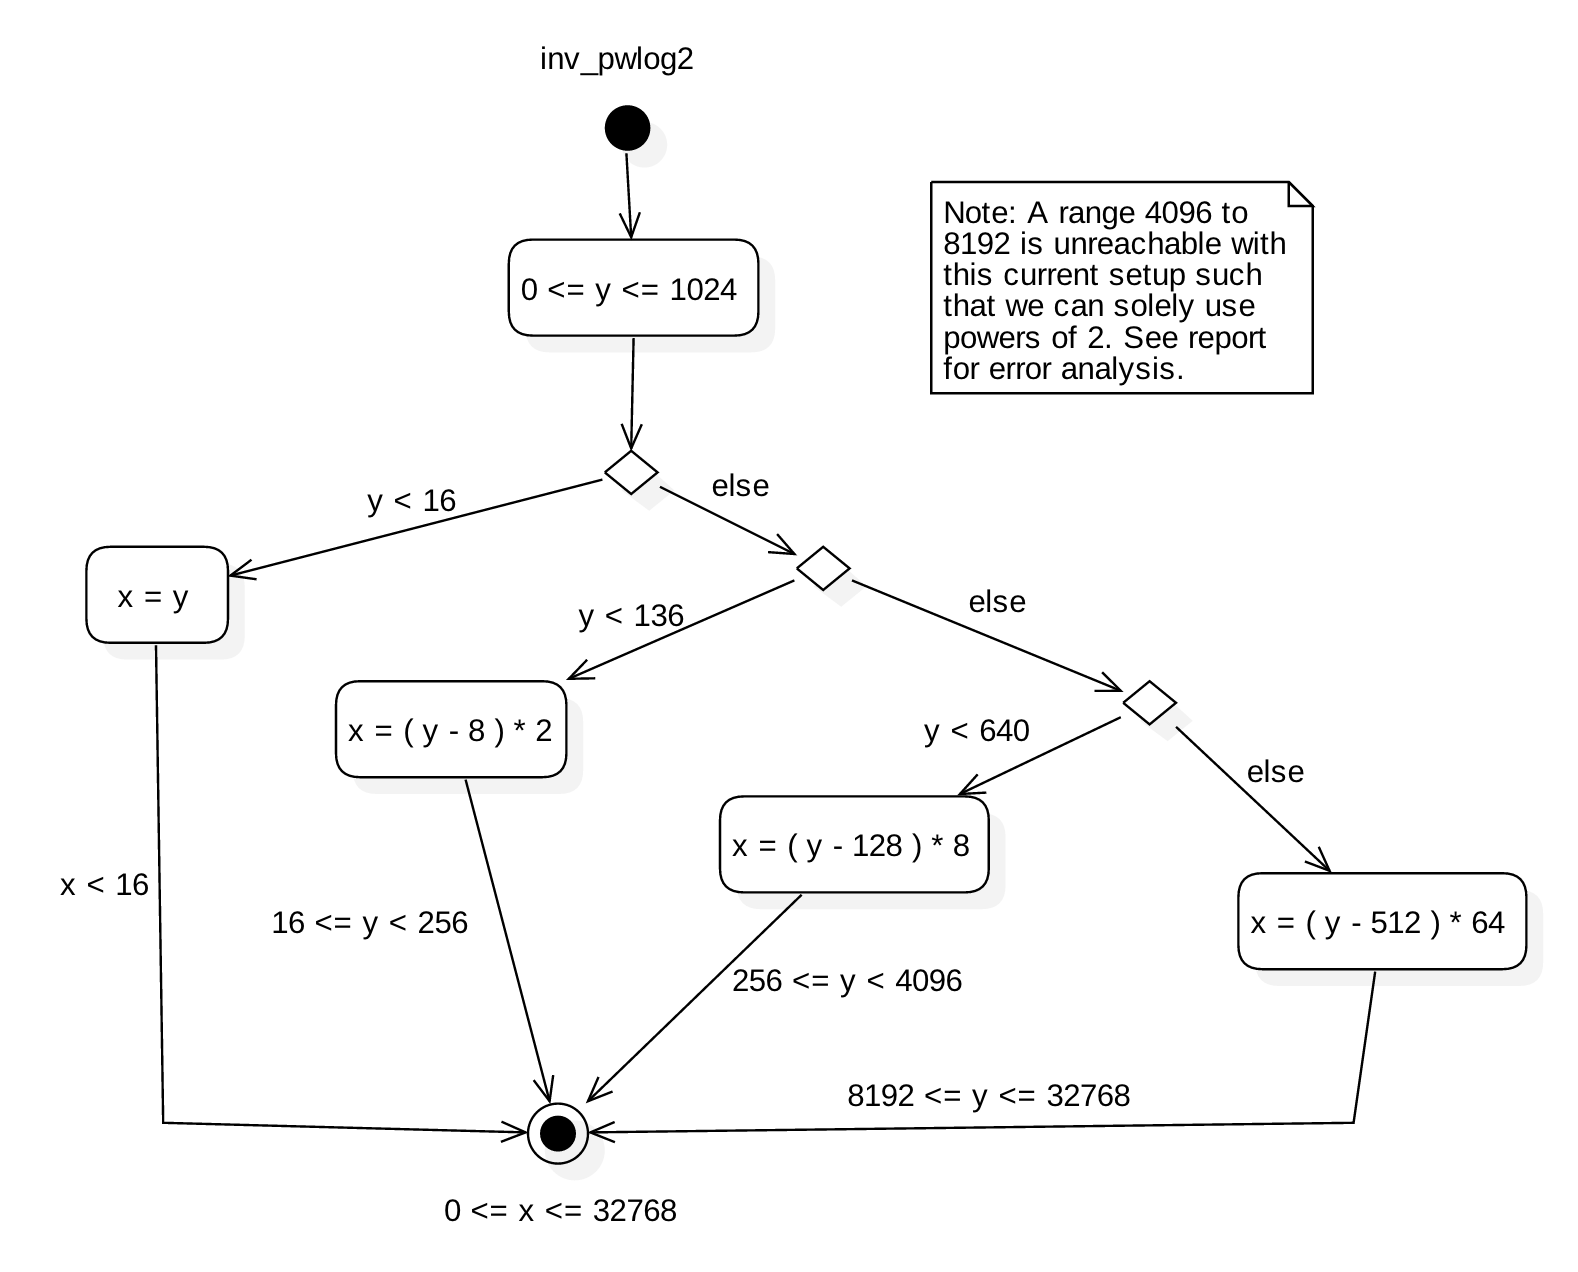 inv_pwlog2
Note: A range 4096 to
8192 is unreachable with
this current setup such
that we can solely use
powers of 2. See report
for error analysis.
0 <= y <= 1024
y < 16
else
x = y
y < 136
else
x = ( y - 8 ) * 2
y < 640
else
x = ( y - 128 ) * 8
x < 16
16 <= y < 256
x = ( y - 512 ) * 64
256 <= y < 4096
8192 <= y <= 32768
0 <= x <= 32768